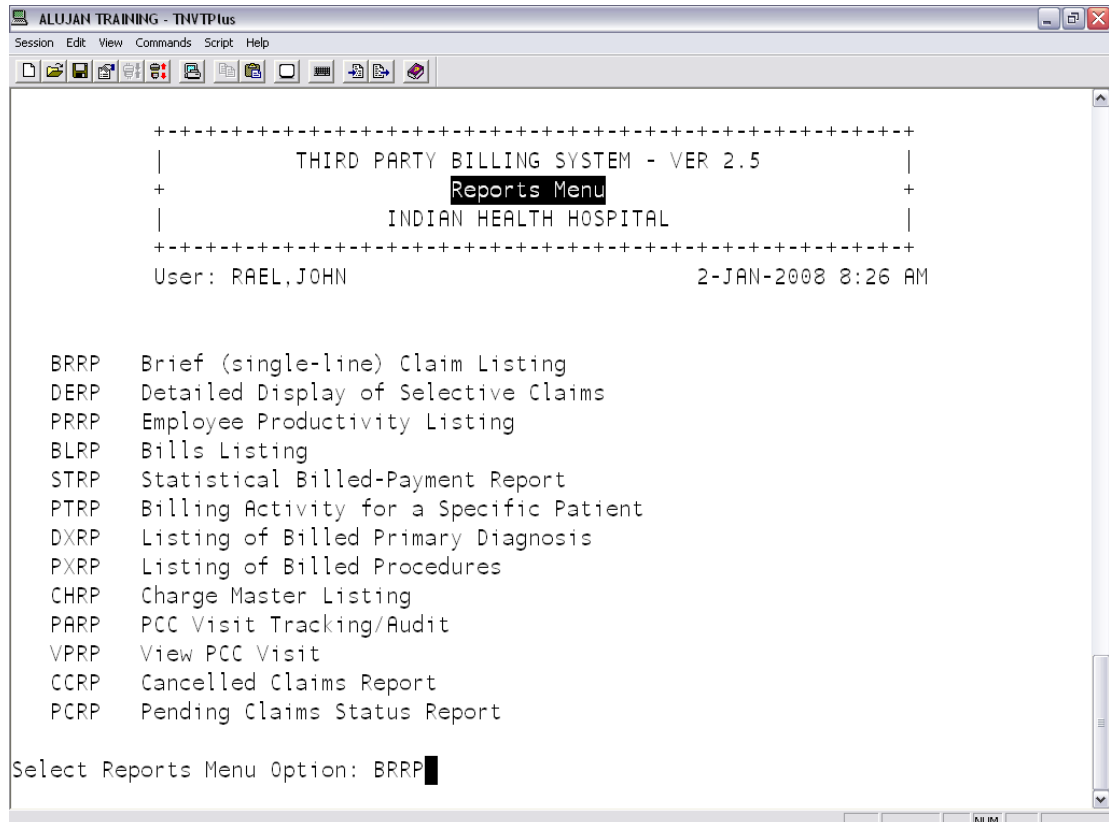 ALUJAN TRAINING - TNVTPlus
Session Edit View Commands Script Help
+-+-+-+-+-+-+-+-+-+-+-+-+-+-+-+-+-+-+-+-+-+-+-+-+-+-+-+-+-+
| THIRD PARTY BILLING SYSTEM - VER 2.5 |
+ Reports Menu +
| INDIAN HEALTH HOSPITAL |
+-+-+-+-+-+-+-+-+-+-+-+-+-+-+-+-+-+-+-+-+-+-+-+-+-+-+-+-+-+
User: RAEL,JOHN 2-JAN-2008 8:26 AM
BRRP Brief (single-line) Claim Listing
DERP Detailed Display of Selective Claims
PRRP Employee Productivity Listing
BLRP Bills Listing
STRP Statistical Billed-Payment Report
PTRP Billing Activity for a Specific Patient
DXRP Listing of Billed Primary Diagnosis
PXRP Listing of Billed Procedures
CHRP Charge Master Listing
PARP PCC Visit Tracking/Audit
VPRP View PCC Visit
CCRP Cancelled Claims Report
PCRP Pending Claims Status Report
Select Reports Menu Option: BRRP
NUM